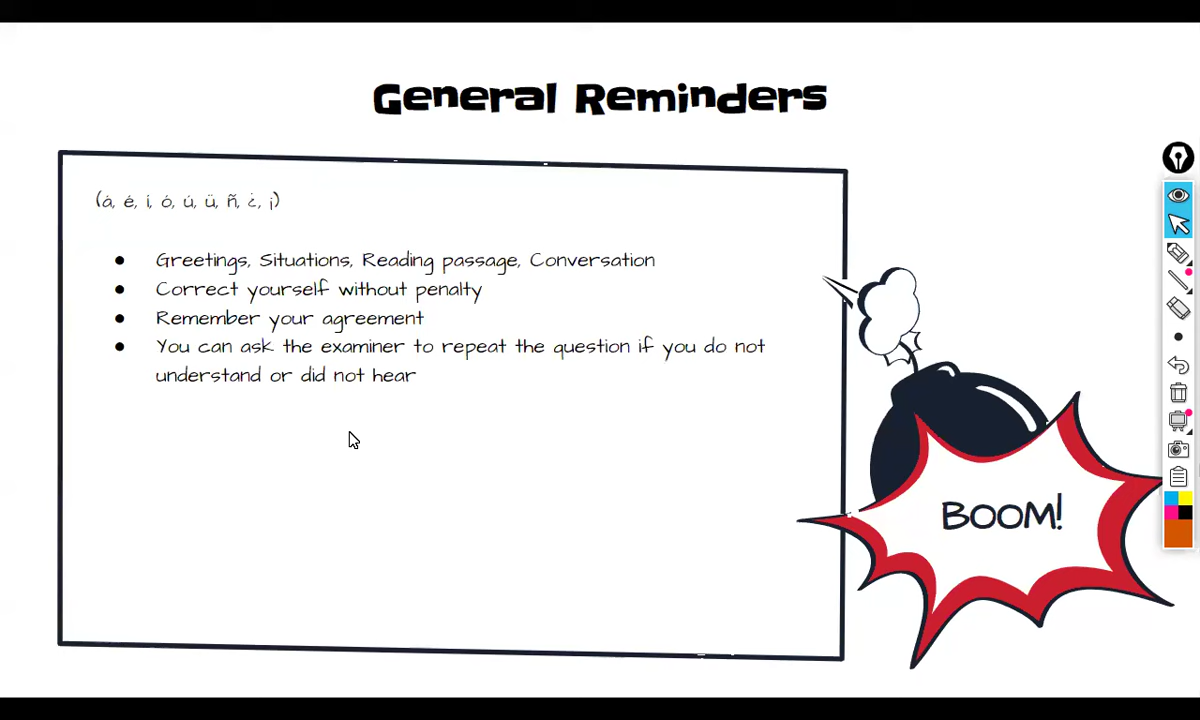 General Reminders
(á, é, í, ó, ú, ü, ñ, ¿, ¡)
● Greetings, Situations, Reading passage, Conversation
● Correct yourself without penalty
● Remember your agreement
● You can ask the examiner to repeat the question if you do not
understand or did not hear
BOOM!